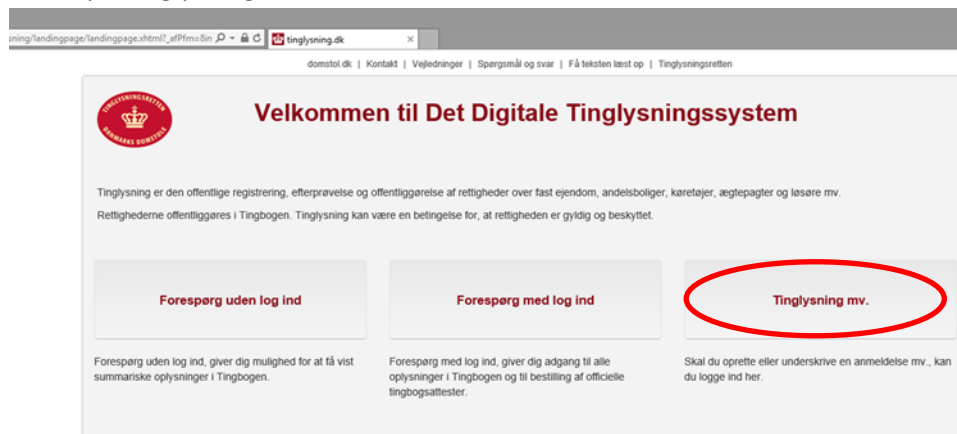 ning/landingpage/landingpage.xhtml?_afPfm=8in
tinglysning.dk
domstol.dk | Kontakt | Vejledninger | Spørgsmål og svar | Få teksten læst op | Tinglysningsretten
TINGLYSNINGSRETTEN
DANMARKS DOMSTOLE
Velkommen til Det Digitale Tinglysningssystem
Tinglysning er den offentlige registrering, efterprøvelse og offentliggørelse af rettigheder over fast ejendom, andelsboliger, køretøjer, ægtepagter og løsøre mv.
Rettighederne offentliggøres i Tingbogen. Tinglysning kan være en betingelse for, at rettigheden er gyldig og beskyttet.
Forespørg uden log ind
Forespørg med log ind
Tinglysning mv.
Forespørg uden log ind, giver dig mulighed for at få vist
summariske oplysninger i Tingbogen.
Forespørg med log ind, giver dig adgang til alle
oplysninger i Tingbogen og til bestilling af officielle
tingbogsattester.
Skal du oprette eller underskrive en anmeldelse mv., kan
du logge ind her.